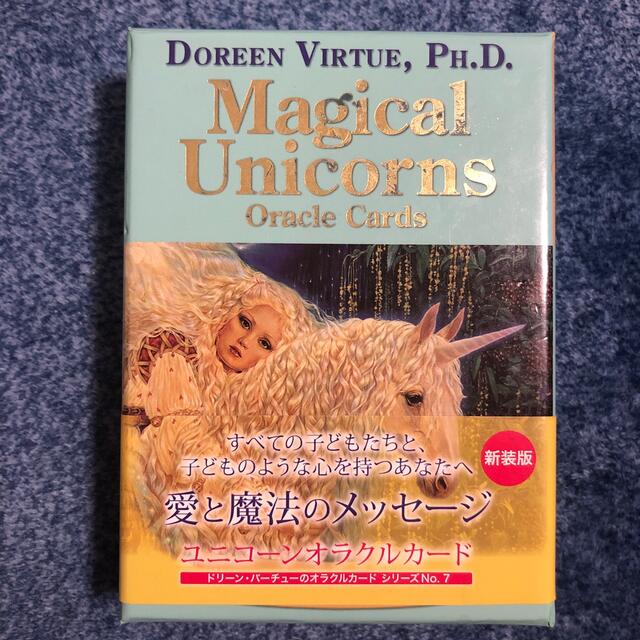 DOREEN VIRTUE, PH.D.
Magical
Unicorns
Oracle Cards
すべての子どもたちと、
子どものような心を持つあなたへ
新装版
愛と魔法のメッセージ
ユニコーンオラクルカード
ドリーン・バーチューのオラクルカード シリーズNo. 7